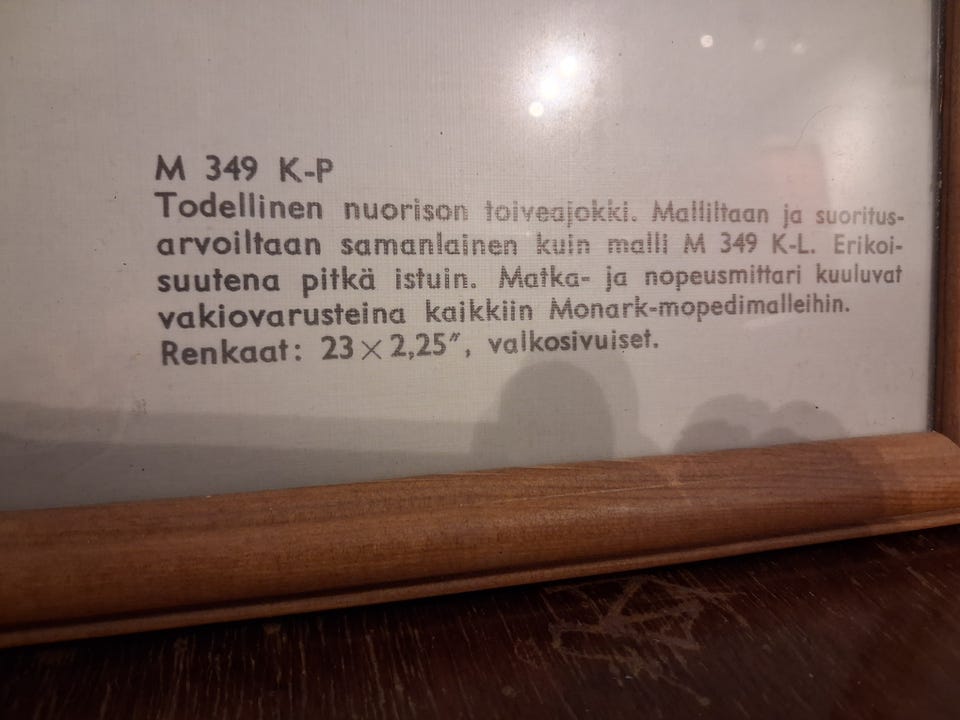 M 349 K-P
Todellinen nuorison toiveajokki. Malliltaan ja suoritus-
arvoiltaan samanlainen kuin malli M 349 K-L. Erikoi-
suutena pitkä istuin. Matka- ja nopeusmittari kuuluvat
vakiovarusteina kaikkiin Monark-mopedimalleihin.
Renkaat: 23 × 2,25″, valkosivuiset.